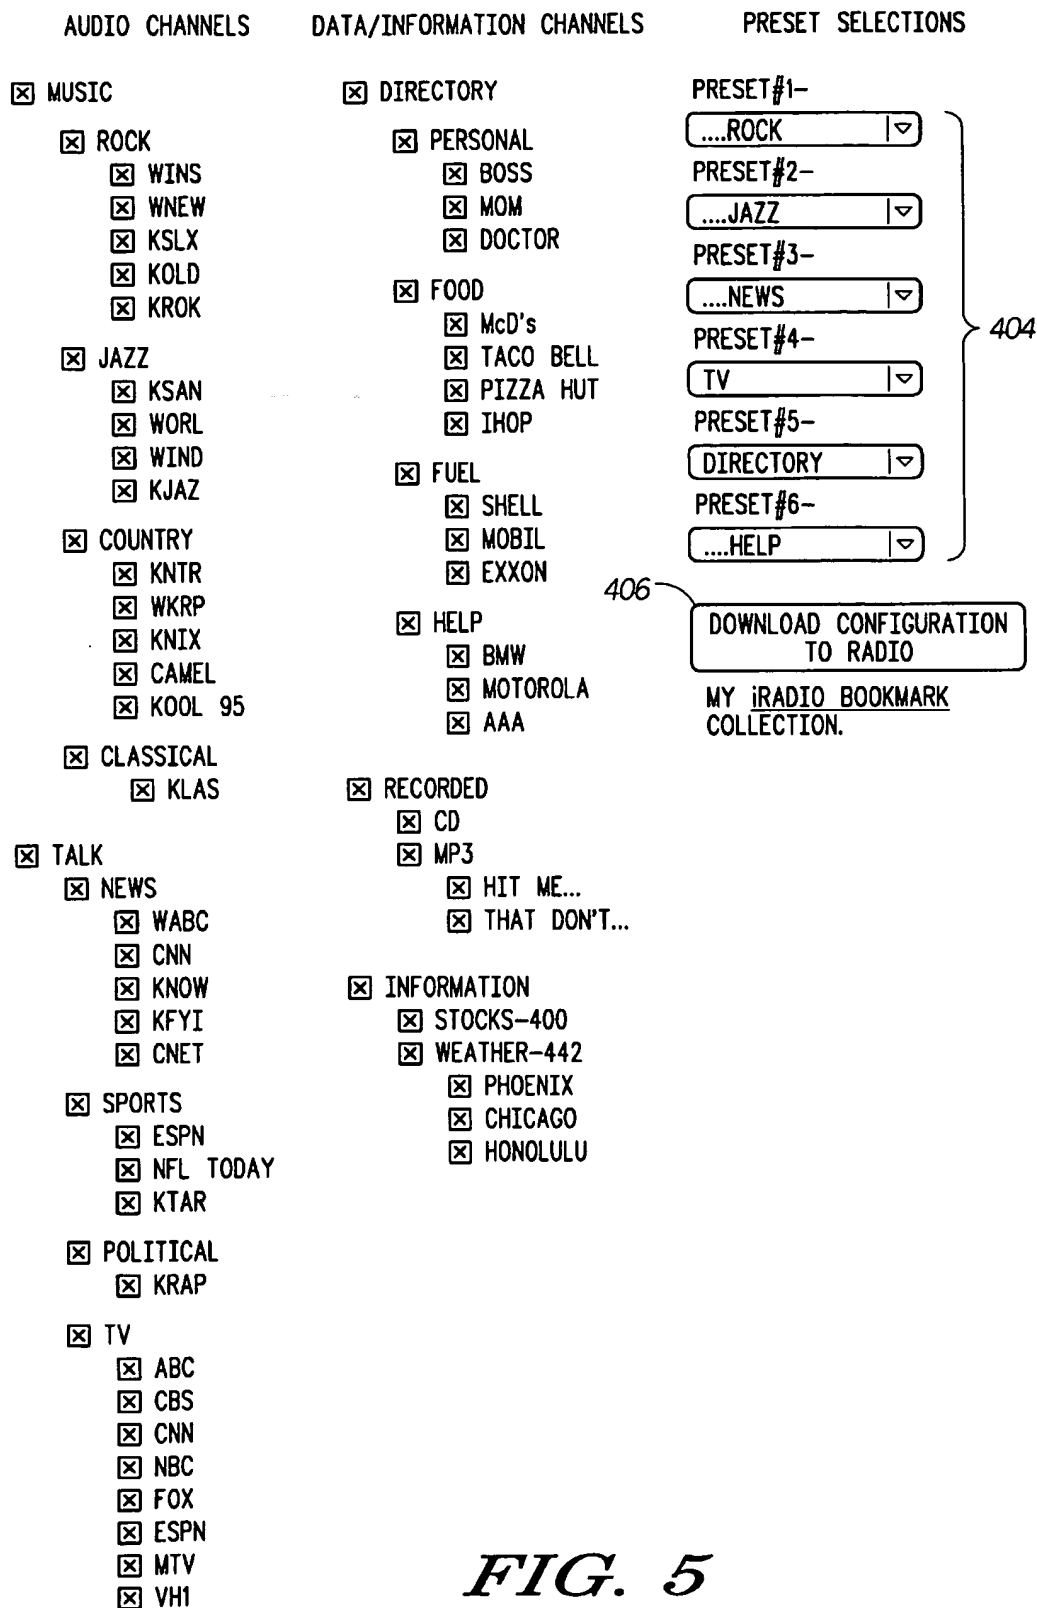 AUDIO CHANNELS
MUSIC
ROCK
WINS
WNEW
KSLX
KOLD
KROK
JAZZ
KSAN
WORL
WIND
KJAZ
COUNTRY
KNTR
WKRP
KNIX
CAMEL
KOOL 95
CLASSICAL
KLAS
TALK
NEWS
WABC
CNN
KNOW
KFYI
CNET
SPORTS
ESPN
NFL TODAY
KTAR
POLITICAL
KRAP
TV
ABC
CBS
CNN
NBC
FOX
ESPN
MTV
VH1
DATA/INFORMATION CHANNELS
DIRECTORY
PERSONAL
BOSS
MOM
DOCTOR
FOOD
McD's
TACO BELL
PIZZA HUT
IHOP
FUEL
SHELL
MOBIL
EXXON
HELP
BMW
MOTOROLA
AAA
RECORDED
CD
MP3
HIT ME...
THAT DON'T...
INFORMATION
STOCKS-400
WEATHER-442
PHOENIX
CHICAGO
HONOLULU
PRESET SELECTIONS
PRESET#1-
....ROCK
PRESET#2-
....JAZZ
PRESET#3-
....NEWS
PRESET#4-
TV
PRESET#5-
DIRECTORY
PRESET#6-
....HELP
404
406
DOWNLOAD CONFIGURATION
TO RADIO
MY iRADIO BOOKMARK
COLLECTION.
FIG. 5